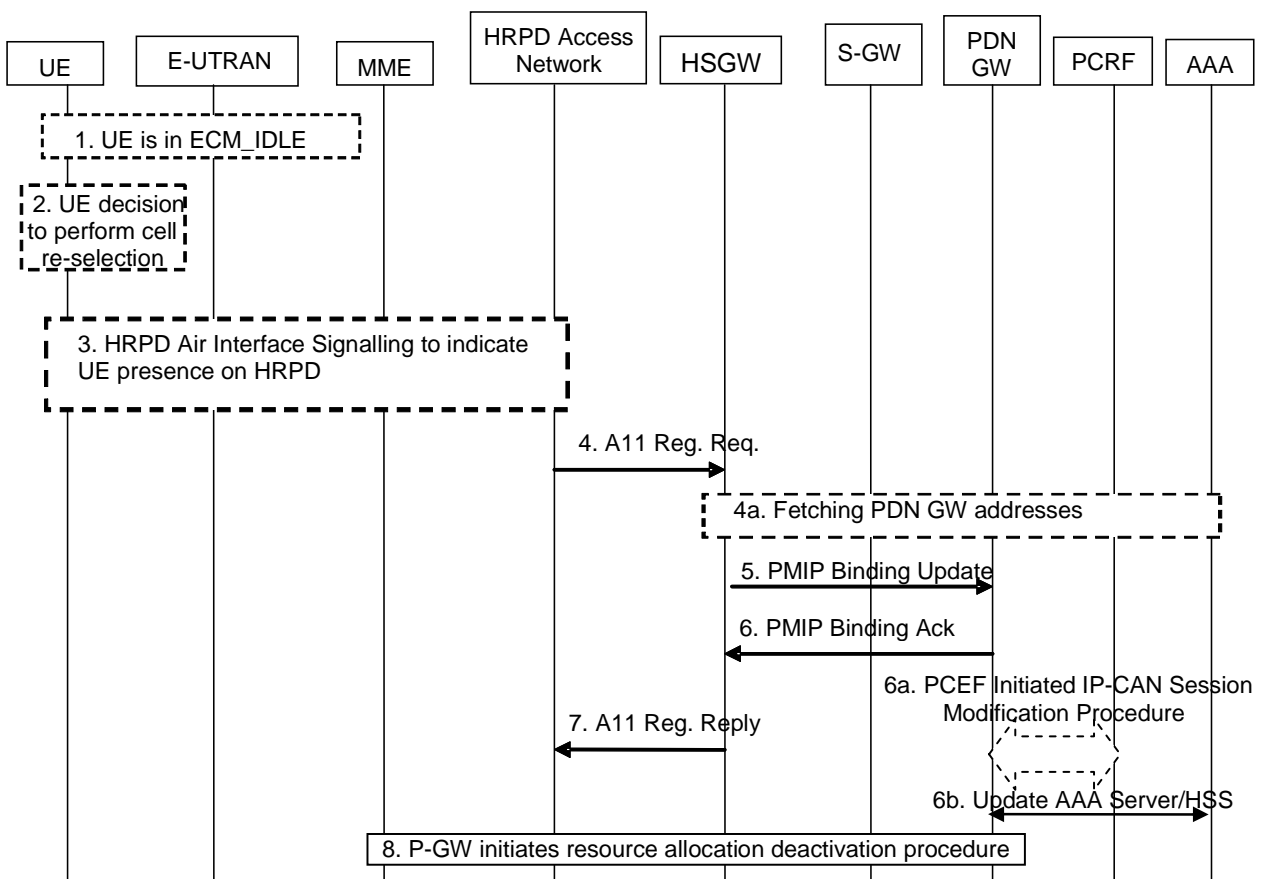 UE
E-UTRAN
MME
HRPD Access
Network
HSGW
S-GW
PDN
GW
PCRF
AAA
1. UE is in ECM_IDLE
2. UE decision
to perform cell
re-selection
3. HRPD Air Interface Signalling to indicate
UE presence on HRPD
4. A11 Reg. Req.
4a. Fetching PDN GW addresses
5. PMIP Binding Update
6. PMIP Binding Ack
6a. PCEF Initiated IP-CAN Session
Modification Procedure
7. A11 Reg. Reply
6b. Update AAA Server/HSS
8. P-GW initiates resource allocation deactivation procedure